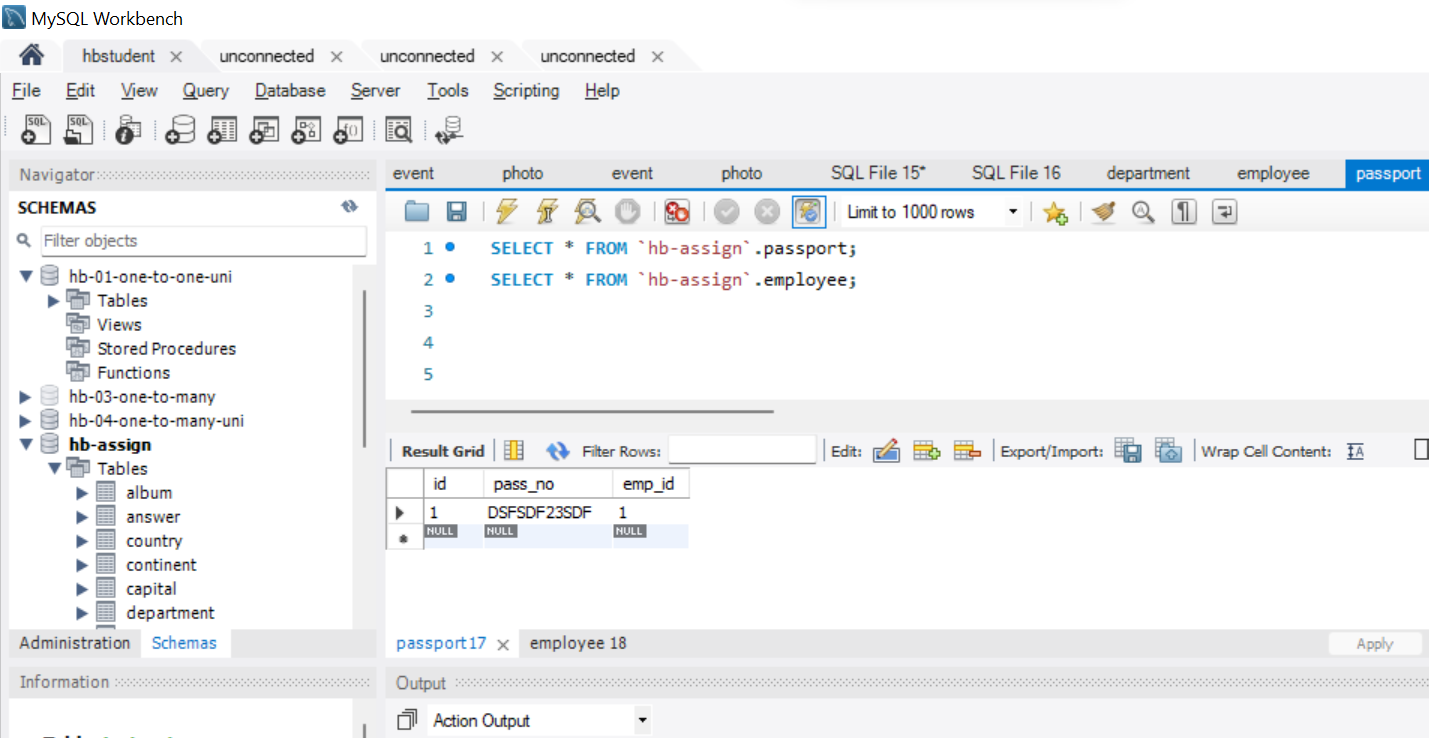 MySQL Workbench
hbstudent unconnected unconnected unconnected
File Edit View Query Database Server Tools Scripting Help
SQL SQL
Navigator
SCHEMAS
Filter objects
hb-01-one-to-one-uni
Tables
Views
Stored Procedures
Functions
hb-03-one-to-many
hb-04-one-to-many-uni
hb-assign
Tables
album
answer
country
continent
capital
department
Administration Schemas
Information
event photo event photo SQL File 15* SQL File 16 department employee passport
Limit to 1000 rows
1 SELECT * FROM `hb-assign`.passport;
2 SELECT * FROM `hb-assign`.employee;
3
4
5
Result Grid Filter Rows: Edit: Export/Import: Wrap Cell Content:
id pass_no emp_id
1 DSFSDF23SDF 1
NULL NULL NULL
passport 17 employee 18 Apply
Output
Action Output